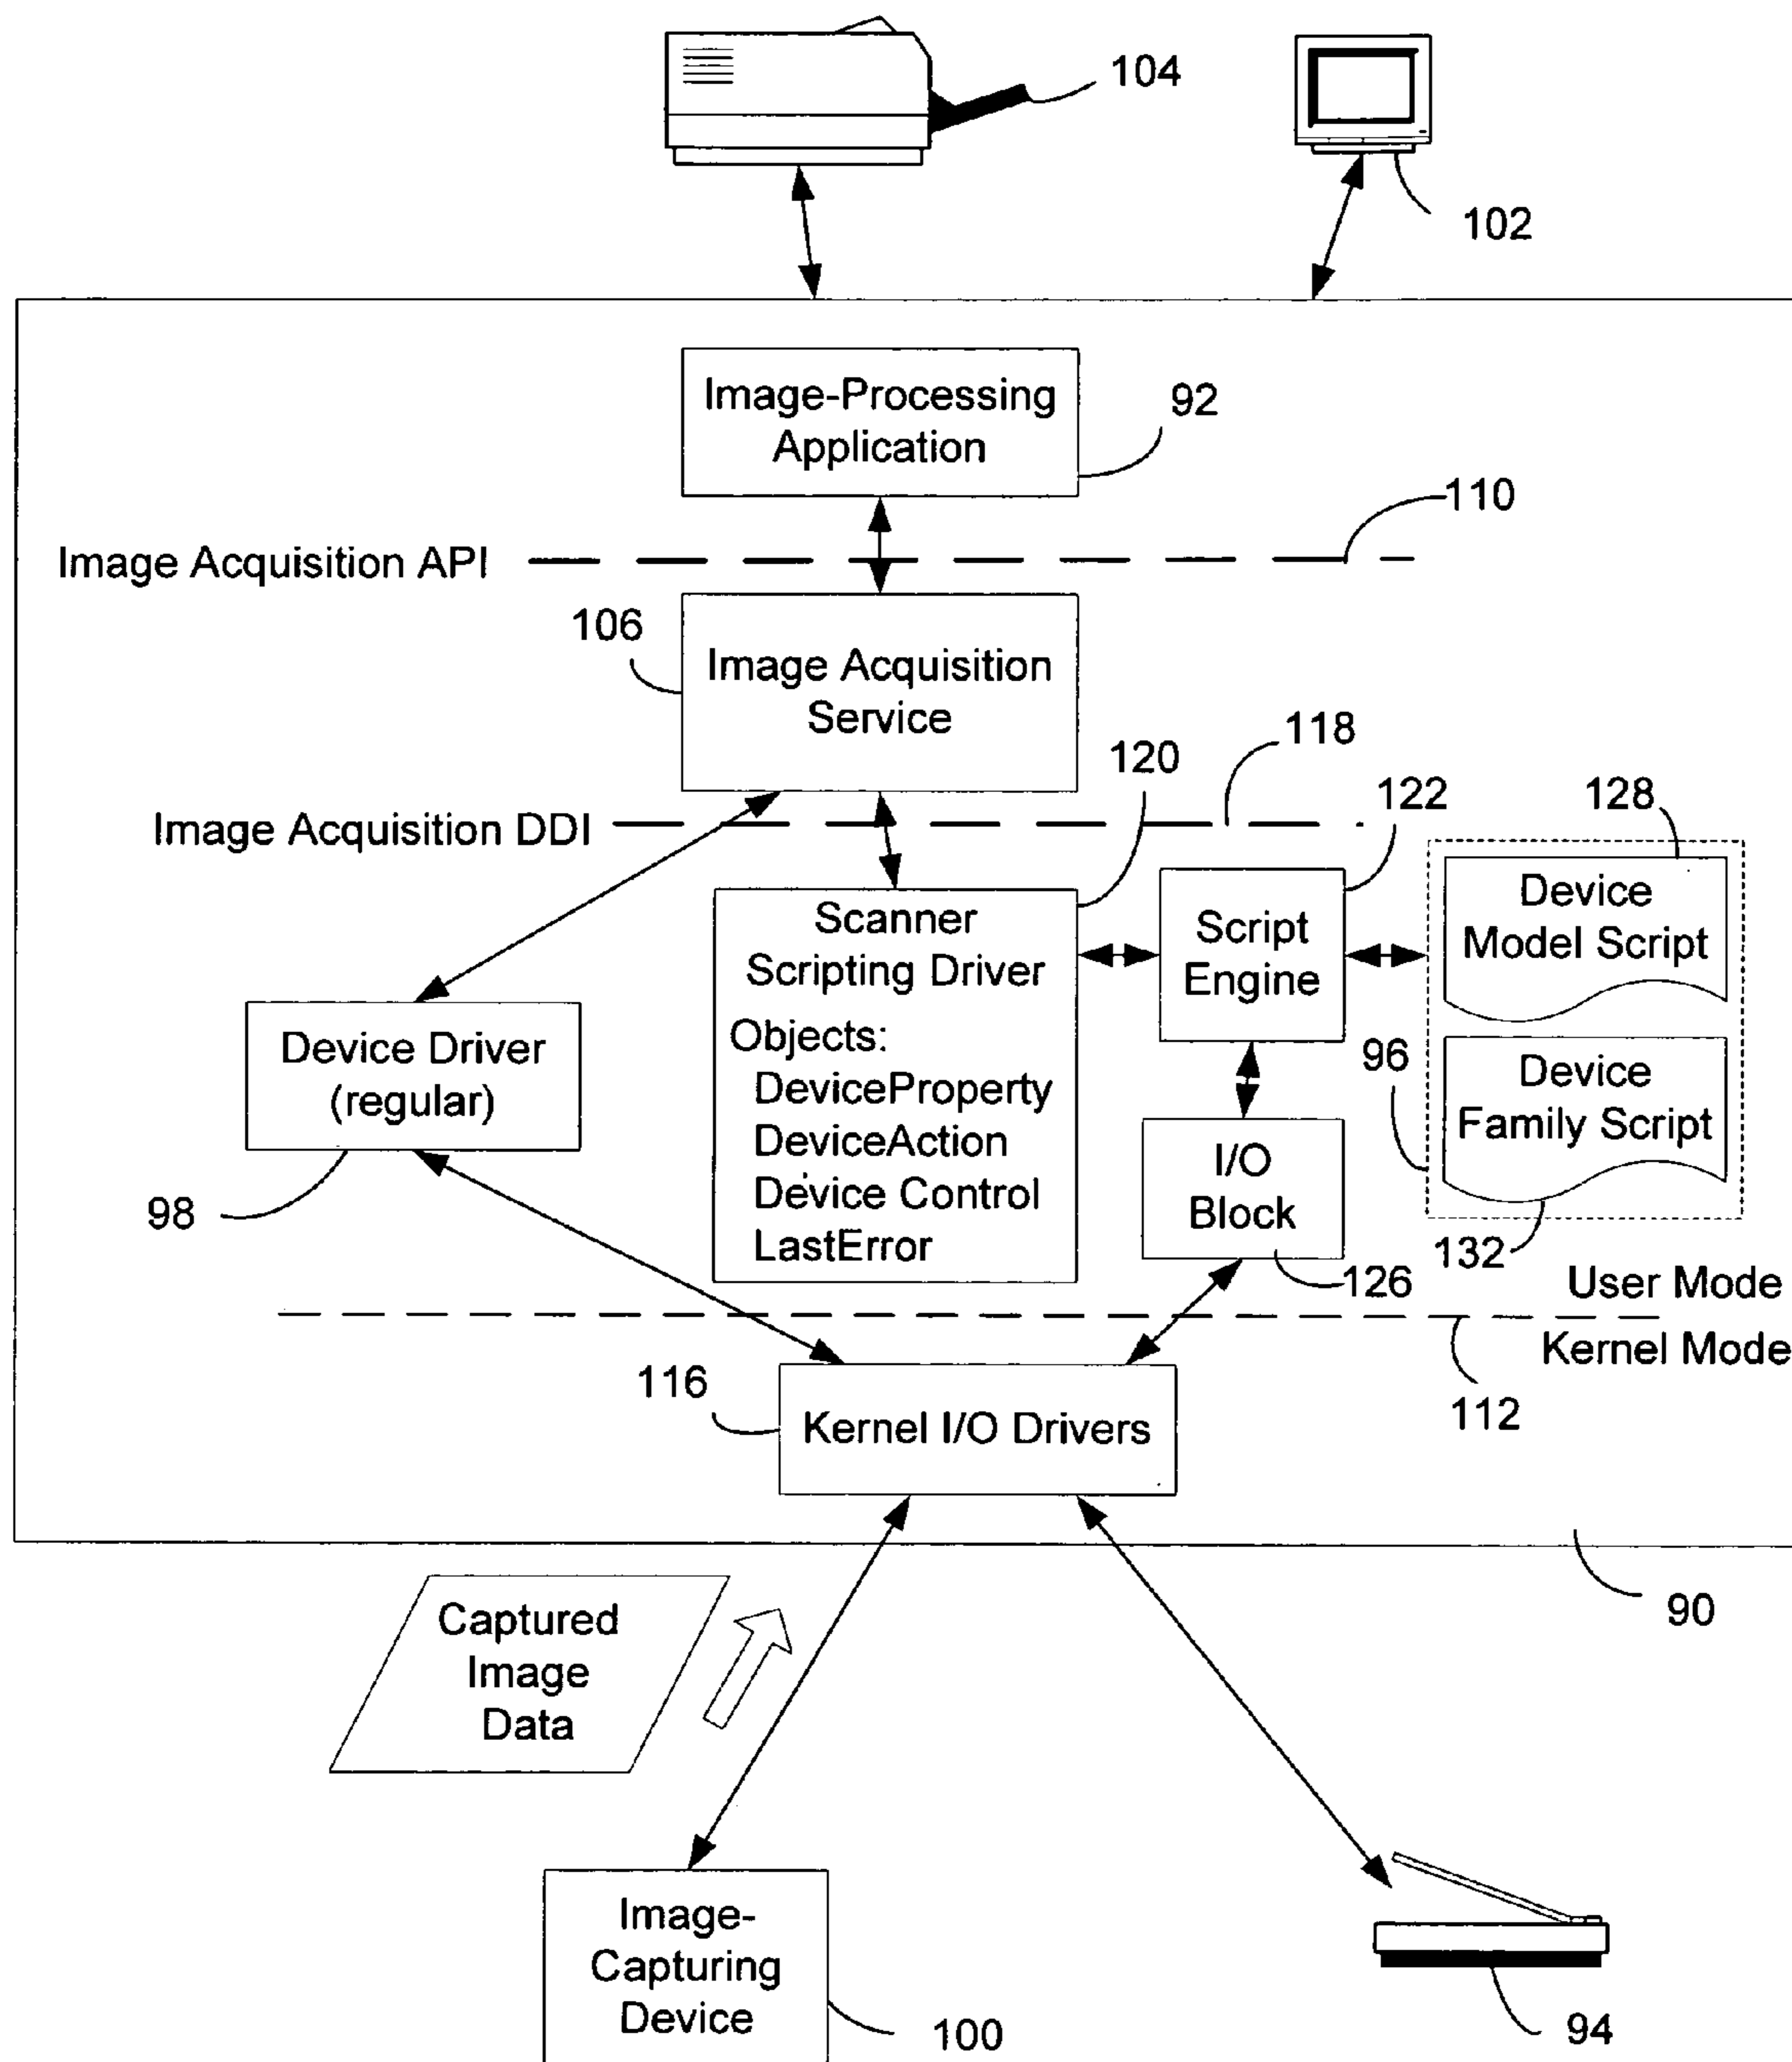 104
102
Image-Processing
Application
92
110
Image Acquisition API
106
Image Acquisition
Service
118
120
122
128
Image Acquisition DDI
Scanner
Scripting Driver
Objects:
DeviceProperty
DeviceAction
Device Control
LastError
Script
Engine
Device
Model Script
Device Driver
(regular)
96
Device
Family Script
I/O
Block
98
132
126
User Mode
Kernel Mode
116
Kernel I/O Drivers
112
90
Captured
Image
Data
Image-
Capturing
Device
100
94